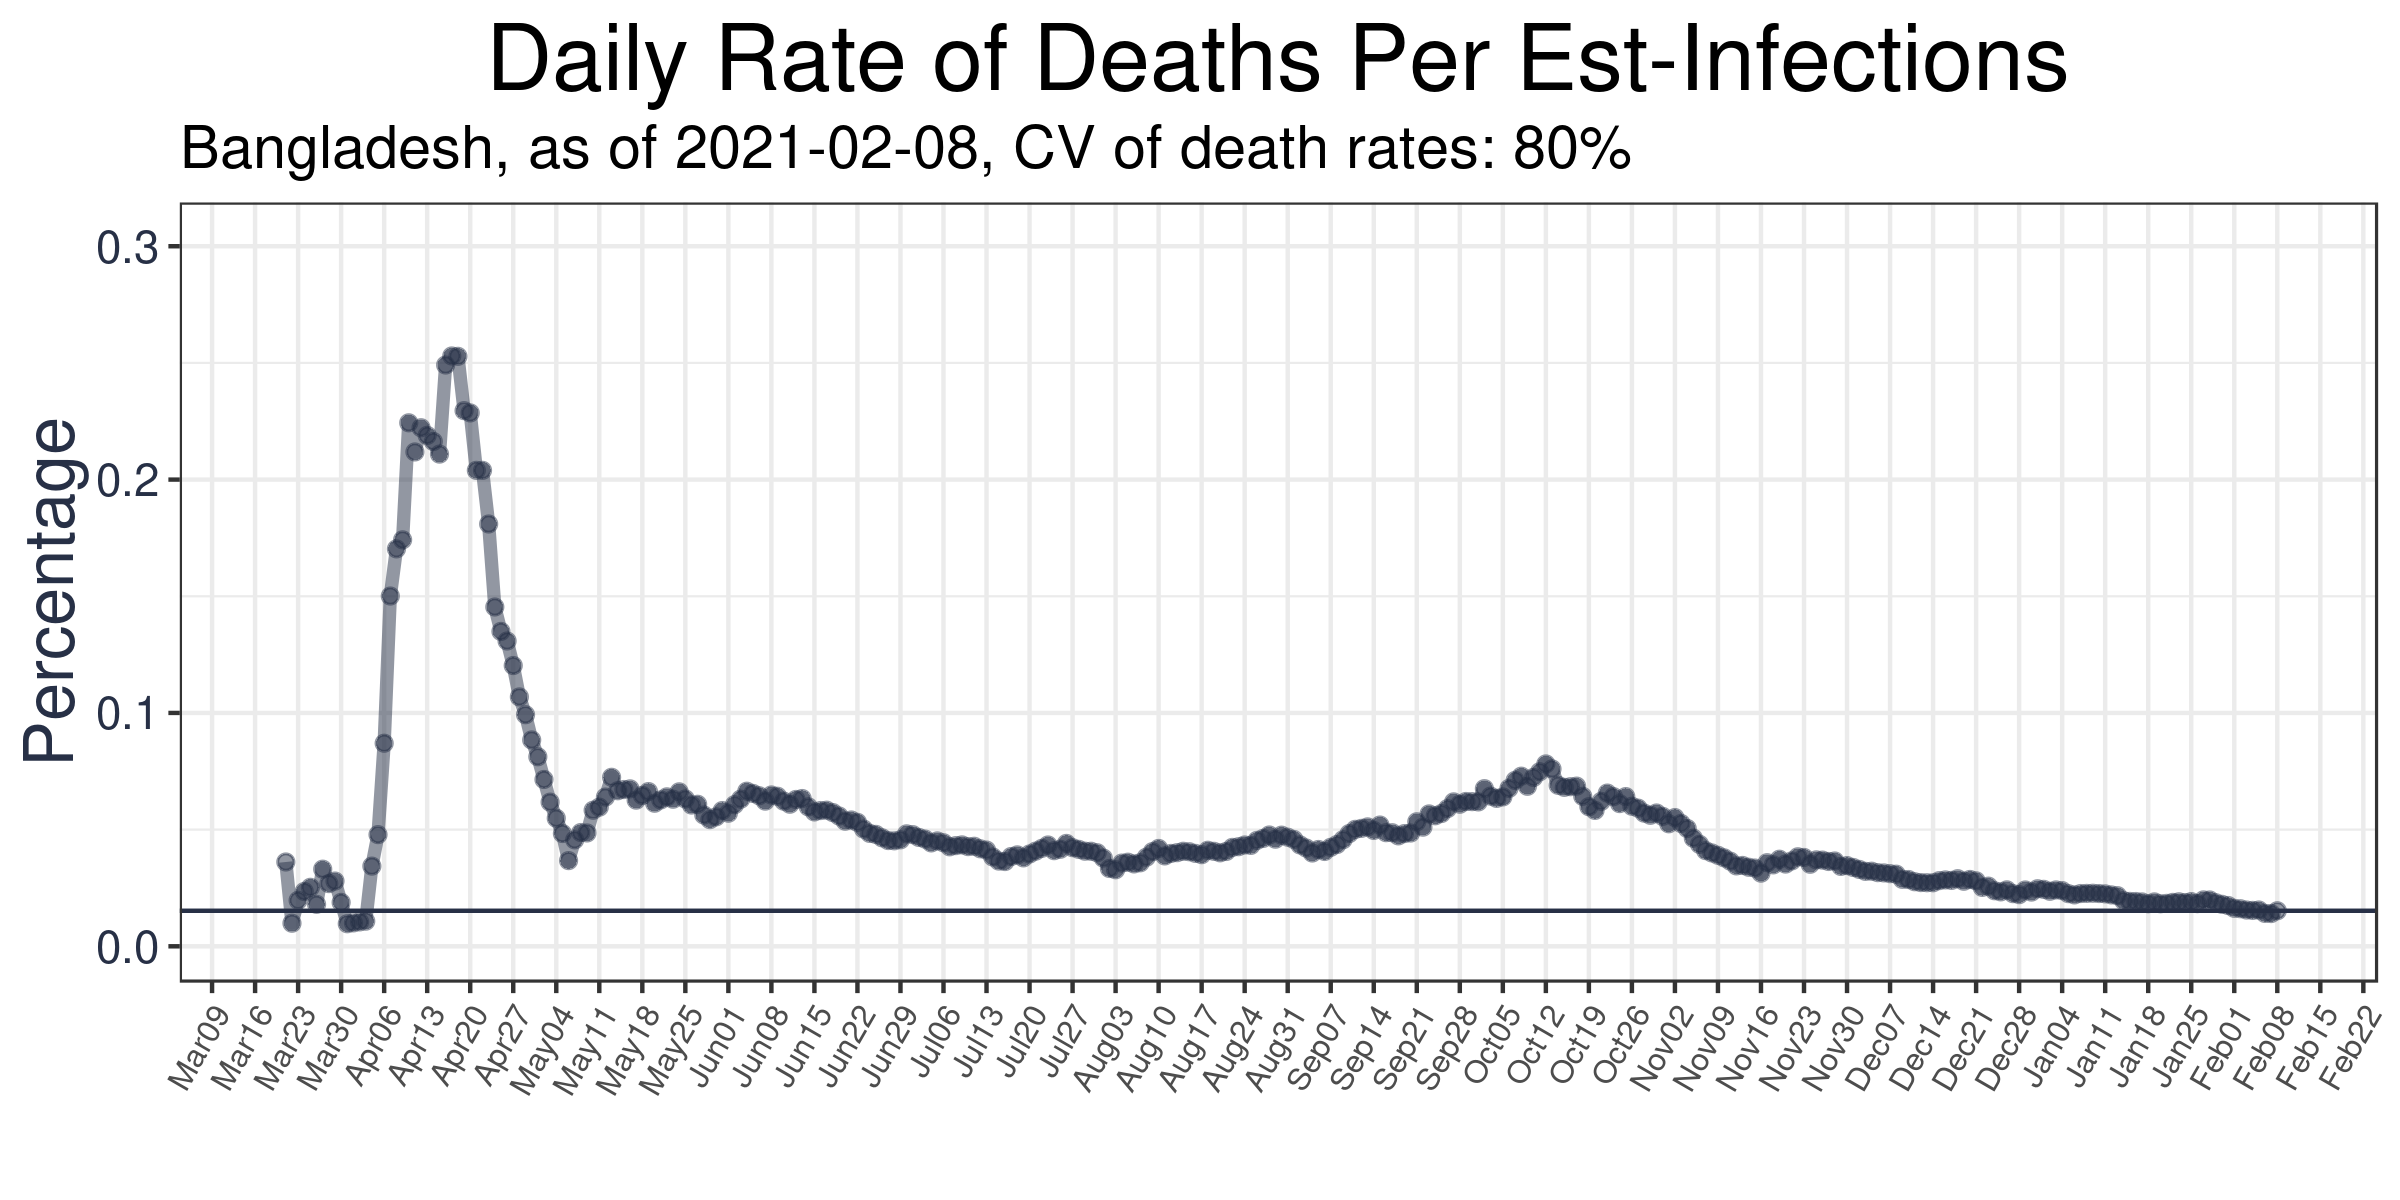 Daily Rate of Deaths Per Est-Infections
Bangladesh, as of 2021-02-08, CV of death rates: 80%
Percentage
0.3
0.2
0.1
0.0
Mar09 Mar16 Mar23 Mar30 Apr06 Apr13 Apr20 Apr27 May04 May11 May18 May25 Jun01 Jun08 Jun15 Jun22 Jun29 Jul06 Jul13 Jul20 Jul27 Aug03 Aug10 Aug17 Aug24 Aug31 Sep07 Sep14 Sep21 Sep28 Oct05 Oct12 Oct19 Oct26 Nov02 Nov09 Nov16 Nov23 Nov30 Dec07 Dec14 Dec21 Dec28 Jan04 Jan11 Jan18 Jan25 Feb01 Feb08 Feb15 Feb22